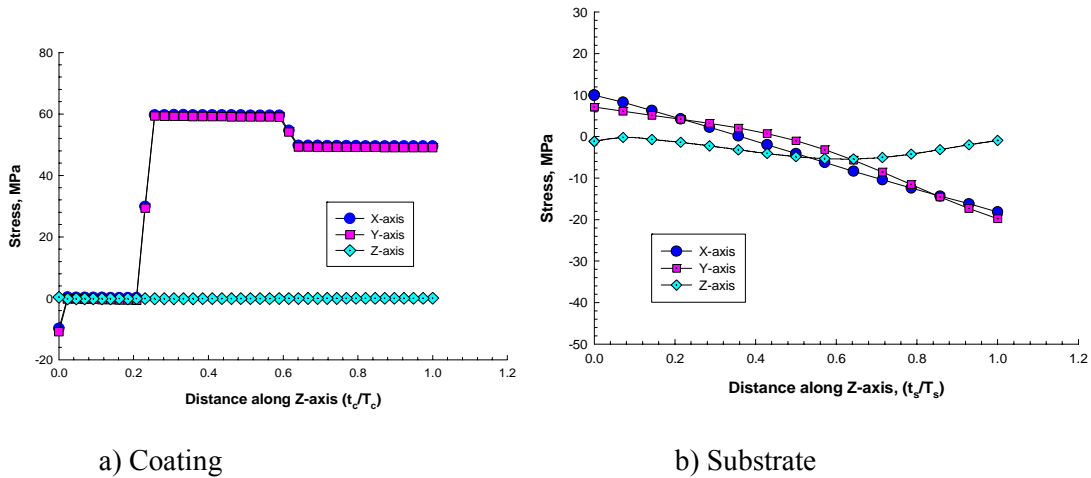 80
60
40
20
0
-20
Stress, MPa
X-axis
Y-axis
Z-axis
0.0 0.2 0.4 0.6 0.8 1.0 1.2
Distance along Z-axis (tc/Tc)
a) Coating
30
20
10
0
-10
-20
-30
-40
-50
Stress, MPa
X-axis
Y-axis
Z-axis
0.0 0.2 0.4 0.6 0.8 1.0 1.2
Distance along Z-axis, (ts/Ts)
b) Substrate